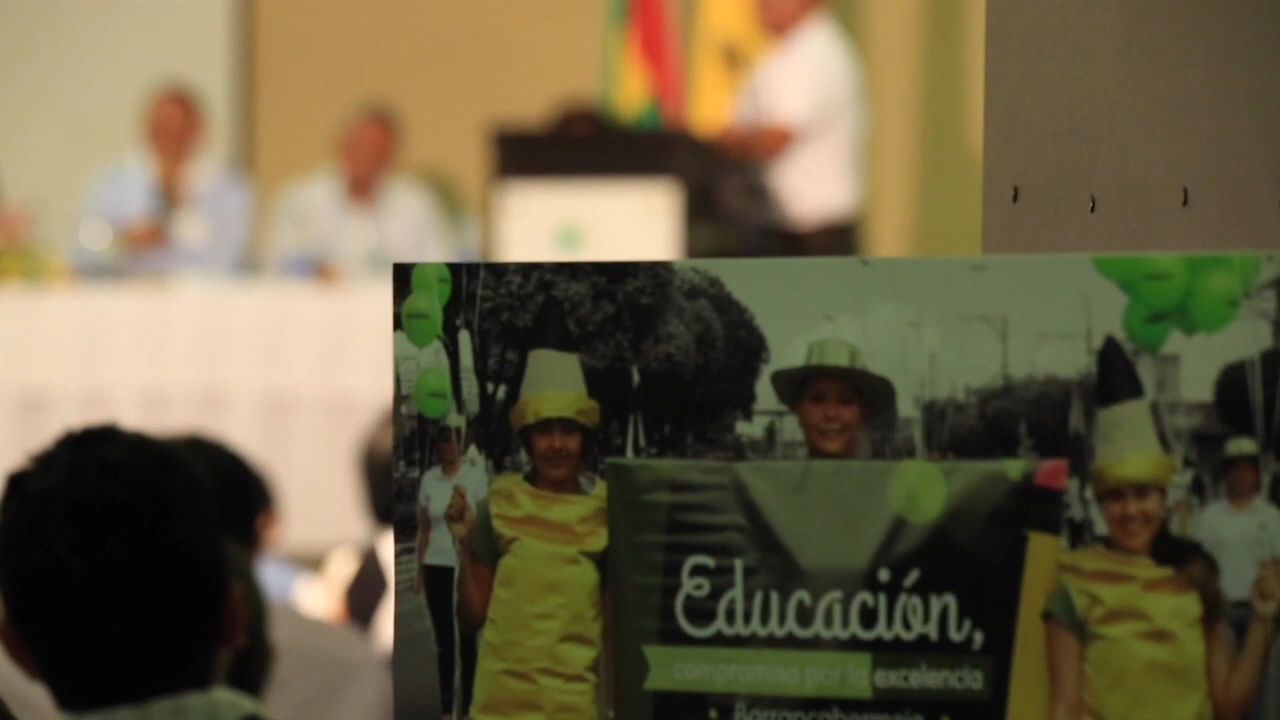 Educación,
compromiso por la excelencia
• Barrancabermeja •